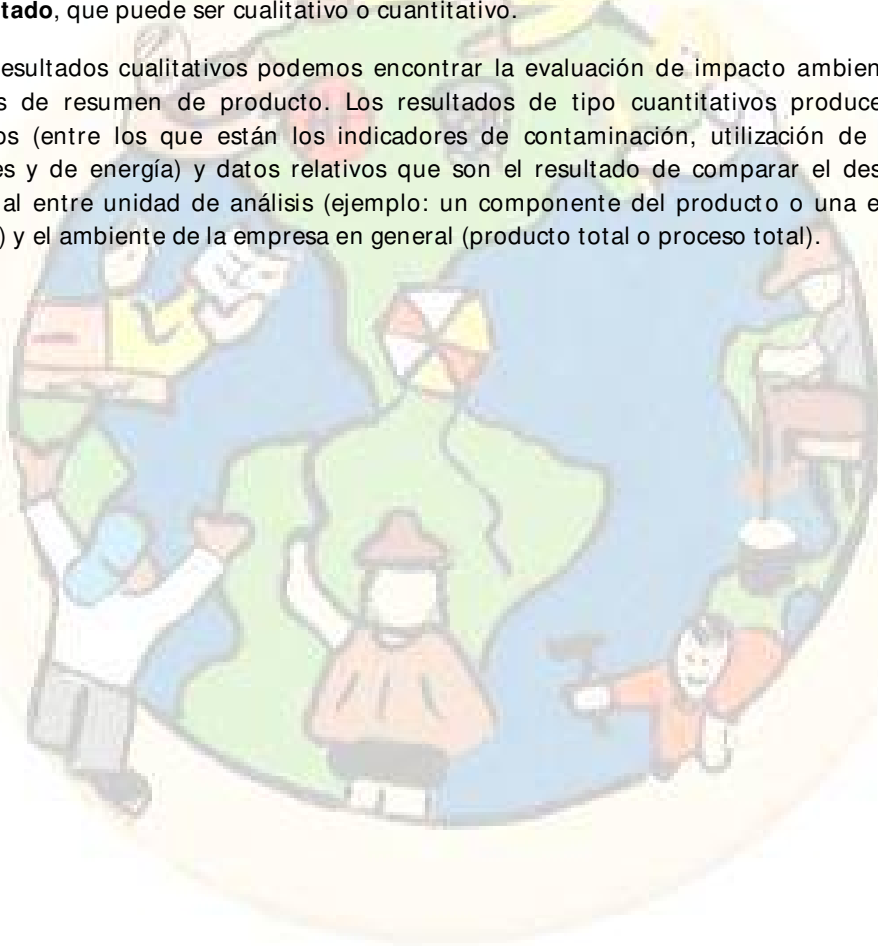 tado, que puede ser cualitativo o cuantitativo.
esultados cualitativos podemos encontrar la evaluación de impacto ambien
s de resumen de producto. Los resultados de tipo cuantitativos produce
os (entre los que están los indicadores de contaminación, utilización de
es y de energía) y datos relativos que son el resultado de comparar el des
al entre unidad de análisis (ejemplo: un componente del producto o una e
) y el ambiente de la empresa en general (producto total o proceso total).